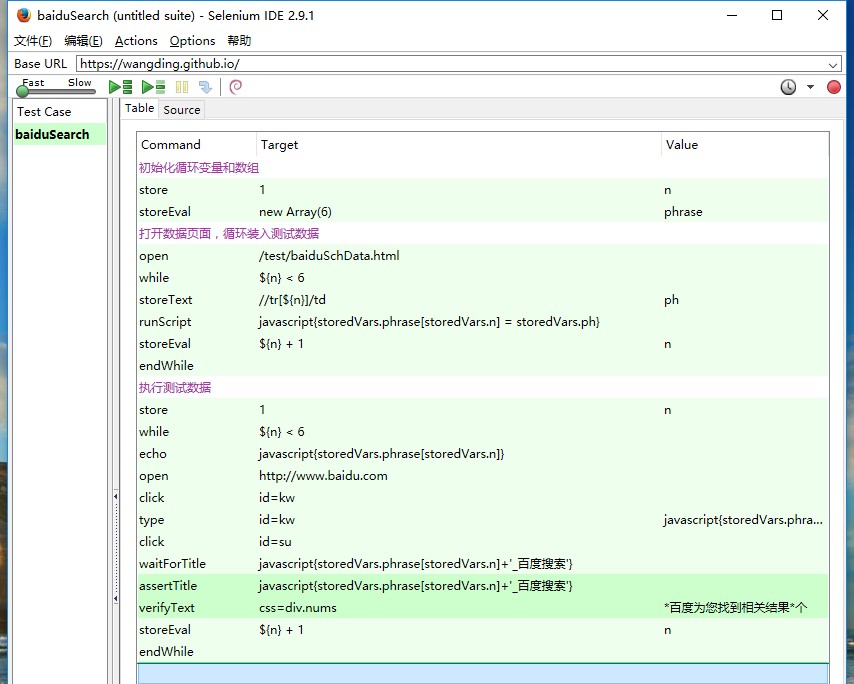 baiduSearch (untitled suite) - Selenium IDE 2.9.1
文件(F) 编辑(E) Actions Options 帮助
Base URL https://wangding.github.io/
Fast Slow
Test Case
baiduSearch
Table Source
Command Target Value
初始化循环变量和数组
store 1 n
storeEval new Array(6) phrase
打开数据页面，循环装入测试数据
open /test/baiduSchData.html
while ${n} < 6
storeText //tr[${n}]/td ph
runScript javascript{storedVars.phrase[storedVars.n] = storedVars.ph}
storeEval ${n} + 1 n
endWhile
执行测试数据
store 1 n
while ${n} < 6
echo javascript{storedVars.phrase[storedVars.n]}
open http://www.baidu.com
click id=kw
type id=kw javascript{storedVars.phra...
click id=su
waitForTitle javascript{storedVars.phrase[storedVars.n]+'_百度搜索'}
assertTitle javascript{storedVars.phrase[storedVars.n]+'_百度搜索'}
verifyText css=div.nums *百度为您找到相关结果*个
storeEval ${n} + 1 n
endWhile